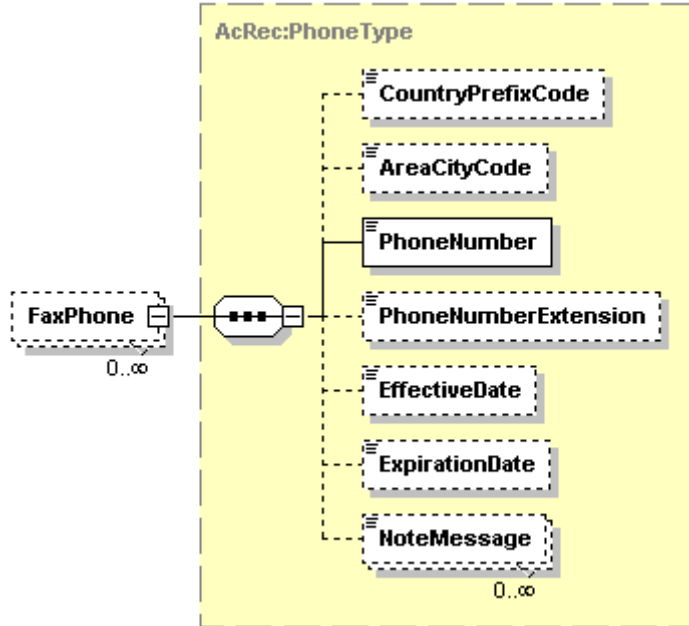 AcRec:PhoneType
CountryPrefixCode
AreaCityCode
PhoneNumber
FaxPhone
0..∞
PhoneNumberExtension
EffectiveDate
ExpirationDate
NoteMessage
0..∞